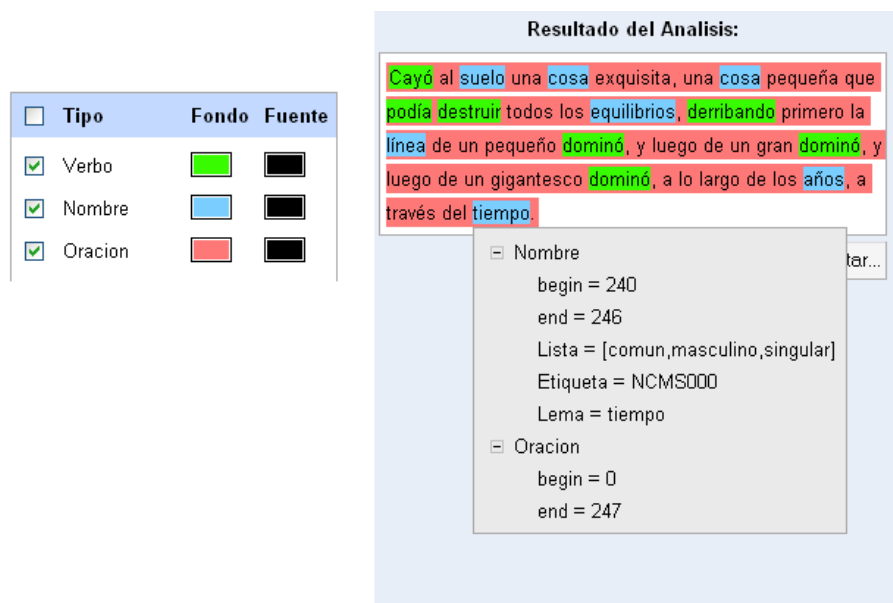 Tipo Fondo Fuente
Verbo
Nombre
Oracion
Resultado del Analisis:
Cayó al suelo una cosa exquisita, una cosa pequeña que
podía destruir todos los equilibrios, derribando primero la
línea de un pequeño dominó, y luego de un gran dominó, y
luego de un gigantesco dominó, a lo largo de los años, a
través del tiempo.
tar...
Nombre
begin = 240
end = 246
Lista = [comun,masculino,singular]
Etiqueta = NCMS000
Lema = tiempo
Oracion
begin = 0
end = 247